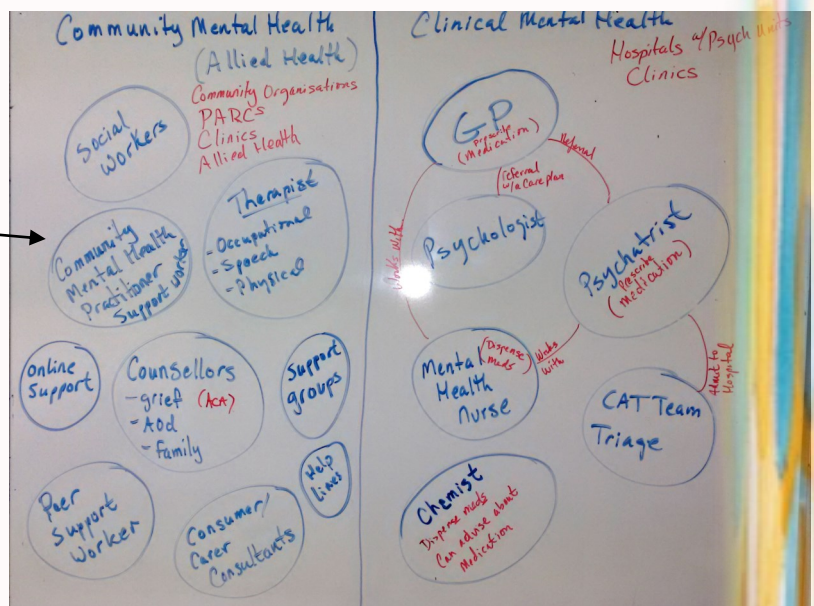 Community Mental Health
(Allied Health)
Community Organisations
PARCs
Clinics
Allied Health
Social
Workers
Therapist
- Occupational
- Speech
- Physical
Community
Mental Health
Practitioner
Support worker
Online
Support
Counsellors
- grief (ACA)
- AOD
- Family
Support
groups
Help
Lines
Peer
Support
Worker
Consumer/
Carer
Consultants
Clinical Mental Health
Hospitals w/Psych Units
Clinics
GP
Prescribe
(Medication)
Referral
referral
w/a Care plan
Works with
Psychologist
Psychatrist
Prescribe
(Medication)
Mental
Health
Nurse
(Dispense
meds)
Works
with
Hospital
CAT Team
Triage
Chemist
Dispense meds
Can advise about
Medication